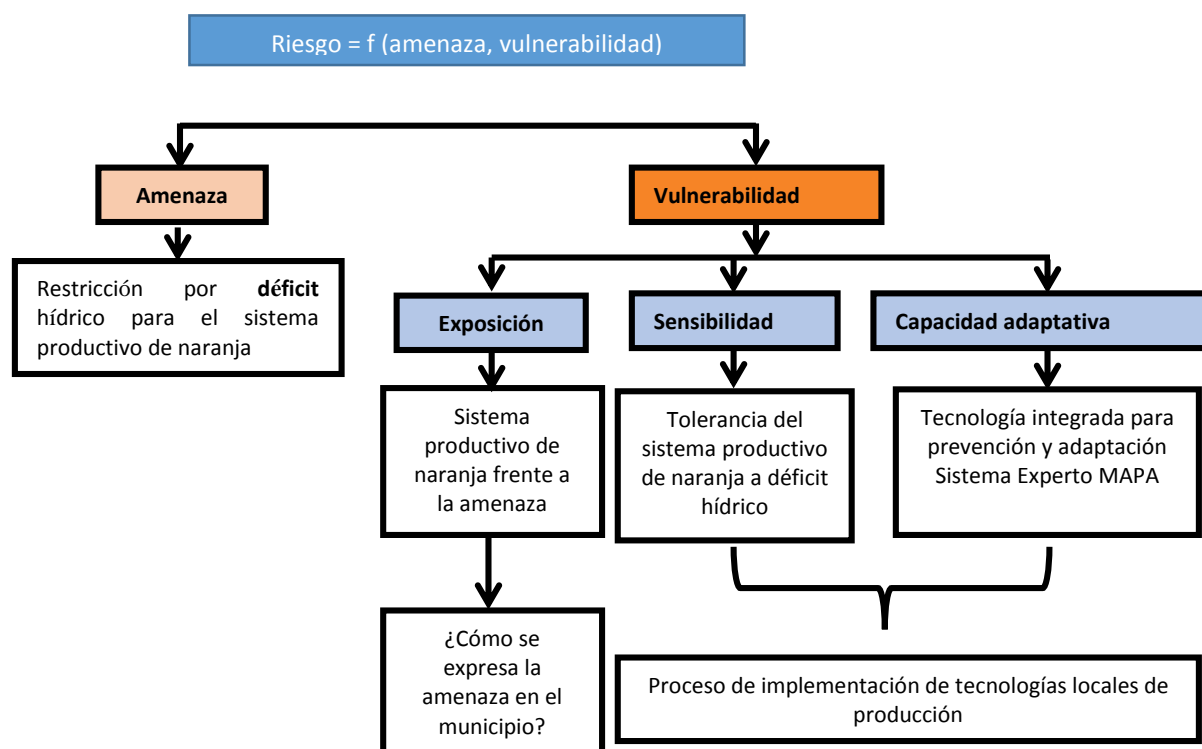 Riesgo = f (amenaza, vulnerabilidad)
Amenaza
Vulnerabilidad
Restricción por déficit
hídrico para el sistema
productivo de naranja
Exposición
Sensibilidad
Capacidad adaptativa
Sistema
productivo de
naranja frente a
la amenaza
Tolerancia del
sistema productivo
de naranja a déficit
hídrico
Tecnología integrada para
prevención y adaptación
Sistema Experto MAPA
¿Cómo se
expresa la
amenaza en el
municipio?
Proceso de implementación de tecnologías locales de
producción